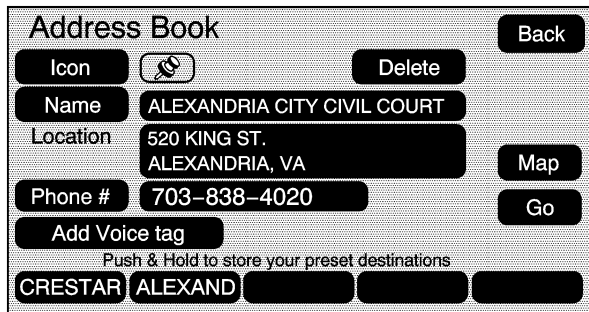 Address Book
Back
Icon
Delete
Name
ALEXANDRIA CITY CIVIL COURT
Location
520 KING ST.
ALEXANDRIA, VA
Map
Phone #
703-838-4020
Go
Add Voice tag
Push & Hold to store your preset destinations
CRESTAR ALEXAND